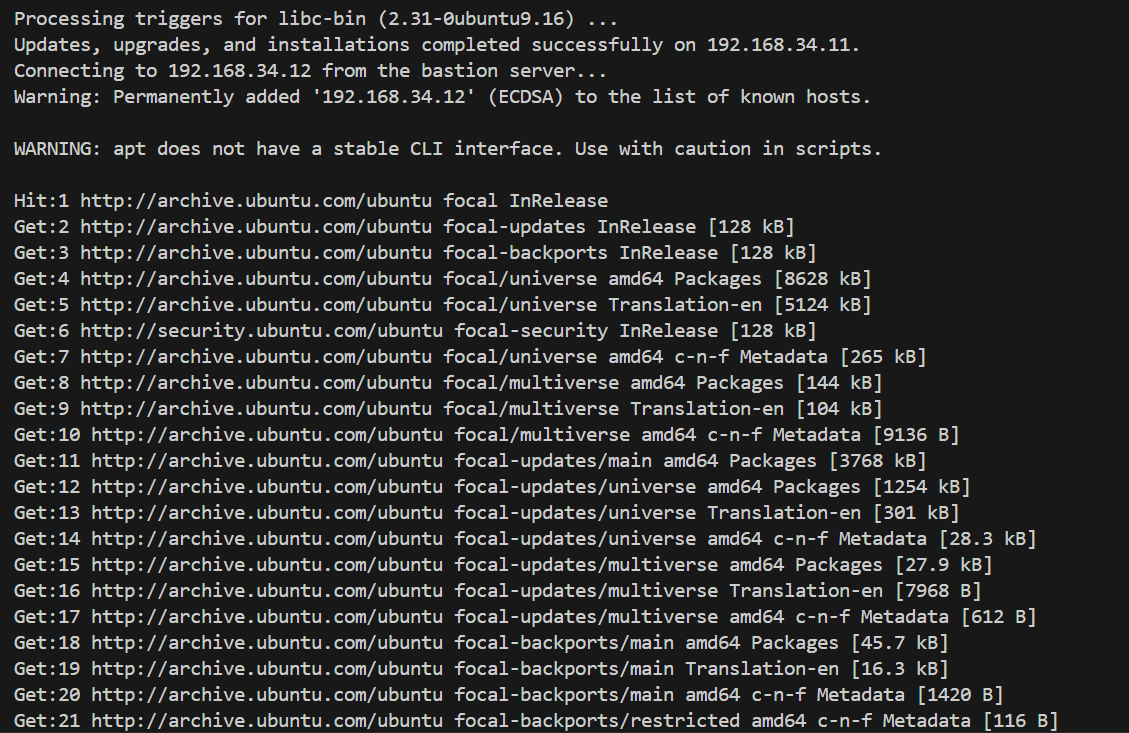 Processing triggers for libc-bin (2.31-0ubuntu9.16) ...
Updates, upgrades, and installations completed successfully on 192.168.34.11.
Connecting to 192.168.34.12 from the bastion server...
Warning: Permanently added '192.168.34.12' (ECDSA) to the list of known hosts.
WARNING: apt does not have a stable CLI interface. Use with caution in scripts.
Hit:1 http://archive.ubuntu.com/ubuntu focal InRelease
Get:2 http://archive.ubuntu.com/ubuntu focal-updates InRelease [128 kB]
Get:3 http://archive.ubuntu.com/ubuntu focal-backports InRelease [128 kB]
Get:4 http://archive.ubuntu.com/ubuntu focal/universe amd64 Packages [8628 kB]
Get:5 http://archive.ubuntu.com/ubuntu focal/universe Translation-en [5124 kB]
Get:6 http://security.ubuntu.com/ubuntu focal-security InRelease [128 kB]
Get:7 http://archive.ubuntu.com/ubuntu focal/universe amd64 c-n-f Metadata [265 kB]
Get:8 http://archive.ubuntu.com/ubuntu focal/multiverse amd64 Packages [144 kB]
Get:9 http://archive.ubuntu.com/ubuntu focal/multiverse Translation-en [104 kB]
Get:10 http://archive.ubuntu.com/ubuntu focal/multiverse amd64 c-n-f Metadata [9136 B]
Get:11 http://archive.ubuntu.com/ubuntu focal-updates/main amd64 Packages [3768 kB]
Get:12 http://archive.ubuntu.com/ubuntu focal-updates/universe amd64 Packages [1254 kB]
Get:13 http://archive.ubuntu.com/ubuntu focal-updates/universe Translation-en [301 kB]
Get:14 http://archive.ubuntu.com/ubuntu focal-updates/universe amd64 c-n-f Metadata [28.3 kB]
Get:15 http://archive.ubuntu.com/ubuntu focal-updates/multiverse amd64 Packages [27.9 kB]
Get:16 http://archive.ubuntu.com/ubuntu focal-updates/multiverse Translation-en [7968 B]
Get:17 http://archive.ubuntu.com/ubuntu focal-updates/multiverse amd64 c-n-f Metadata [612 B]
Get:18 http://archive.ubuntu.com/ubuntu focal-backports/main amd64 Packages [45.7 kB]
Get:19 http://archive.ubuntu.com/ubuntu focal-backports/main Translation-en [16.3 kB]
Get:20 http://archive.ubuntu.com/ubuntu focal-backports/main amd64 c-n-f Metadata [1420 B]
Get:21 http://archive.ubuntu.com/ubuntu focal-backports/restricted amd64 c-n-f Metadata [116 B]